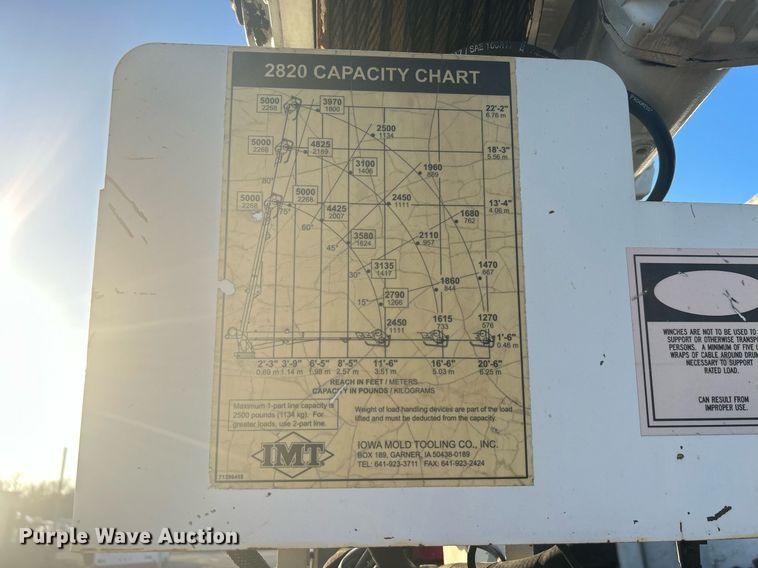 2820 CAPACITY CHART
5000
2268
3970
1800
22'-2"
6.76 m
2500
1134
5000
2268
4825
2189
18'-3"
5.56 m
3100
1406
1960
889
80°
5000
2268
5000
2268
75°
4425
2007
2450
1111
13'-4"
4.06 m
1680
762
60°
3580
1624
2110
957
45°
3135
1417
30°
1470
667
1860
844
2790
1266
15°
2450
1111
1615
733
1270
576
1'-6"
0.46 m
2'-3" 3'-9" 6'-5" 8'-5" 11'-6" 16'-6" 20'-6"
0.69 m 1.14 m 1.98 m 2.57 m 3.51 m 5.03 m 6.25 m
REACH IN FEET / METERS
CAPACITY IN POUNDS / KILOGRAMS
Maximum 1-part line capacity is
2500 pounds (1134 kg). For
greater loads, use 2-part line.
Weight of load handling devices are part of the load
lifted and must be deducted from the capacity.
IMT
IOWA MOLD TOOLING CO., INC.
BOX 189, GARNER, IA 50438-0189
TEL: 641-923-3711 FAX: 641-923-2424
WINCHES ARE NOT TO BE USED TO
SUPPORT OR OTHERWISE TRANSP
PERSONS. A MINIMUM OF FIVE
WRAPS OF CABLE AROUND DRU
NECESSARY TO SUPPORT
RATED LOAD.
CAN RESULT FROM
IMPROPER USE.
Purple Wave Auction